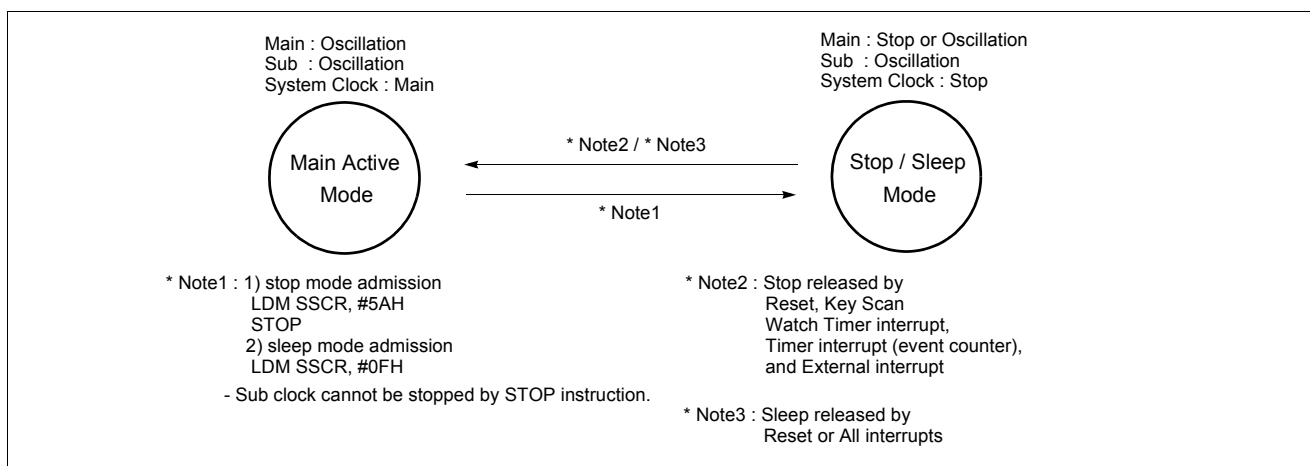 Main : Oscillation
Sub : Oscillation
System Clock : Main
Main Active
Mode
* Note2 / * Note3
* Note1
Main : Stop or Oscillation
Sub : Oscillation
System Clock : Stop
Stop / Sleep
Mode
* Note1 : 1) stop mode admission
LDM SSCR, #5AH
STOP
2) sleep mode admission
LDM SSCR, #0FH
- Sub clock cannot be stopped by STOP instruction.
* Note2 : Stop released by
Reset, Key Scan
Watch Timer interrupt,
Timer interrupt (event counter),
and External interrupt
* Note3 : Sleep released by
Reset or All interrupts